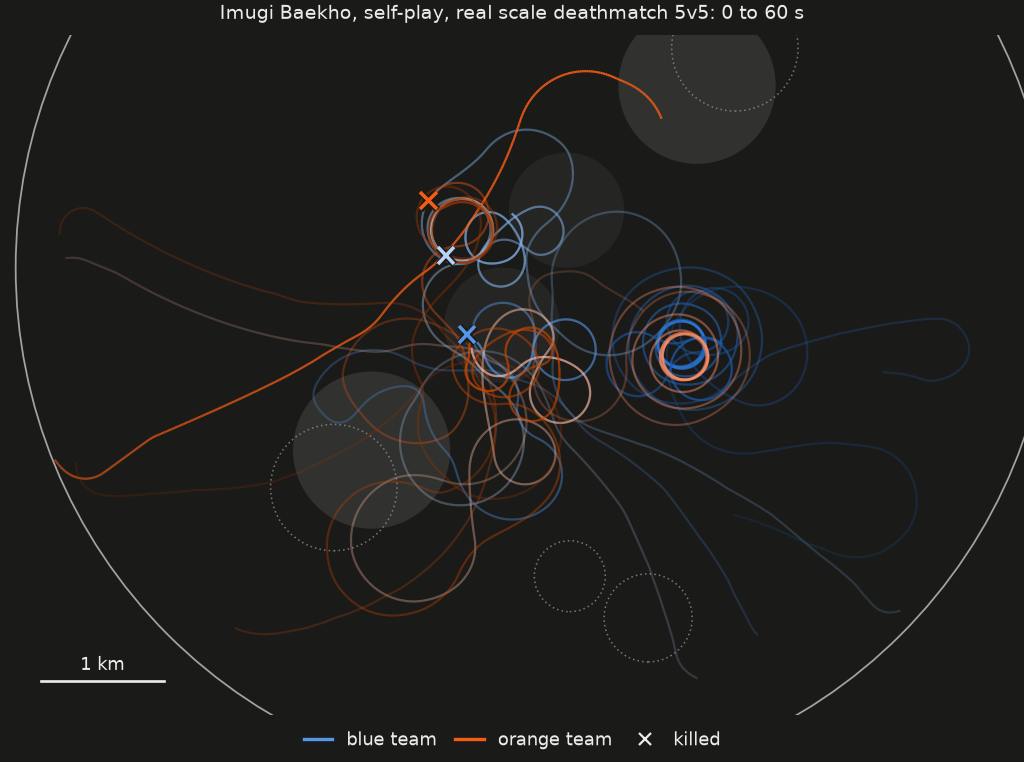 Imugi Baekho, self-play, real scale deathmatch 5v5: 0 to 60 s
1 km
blue team
orange team
killed